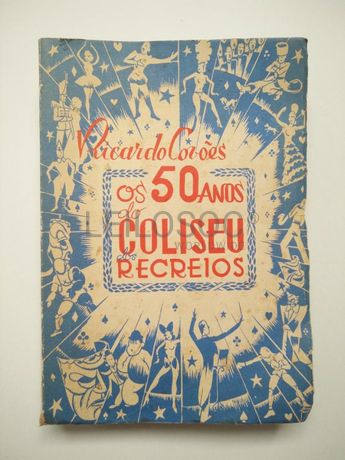 Ricardo Covões
OS 50 ANOS
do
COLISEU
dos
RECREIOS